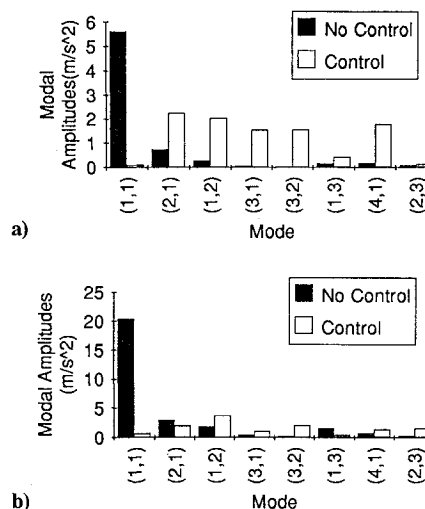 No Control
Control
Modal
Amplitudes(m/s^2)
6
5
4
3
2
1
0
(1,1)
(2,1)
(1,2)
(3,1)
(3,2)
(1,3)
(4,1)
(2,3)
a)
Mode
No Control
Control
Modal Amplitudes
(m/s^2)
25
20
15
10
5
0
(1,1)
(2,1)
(1,2)
(3,1)
(3,2)
(1,3)
(4,1)
(2,3)
b)
Mode